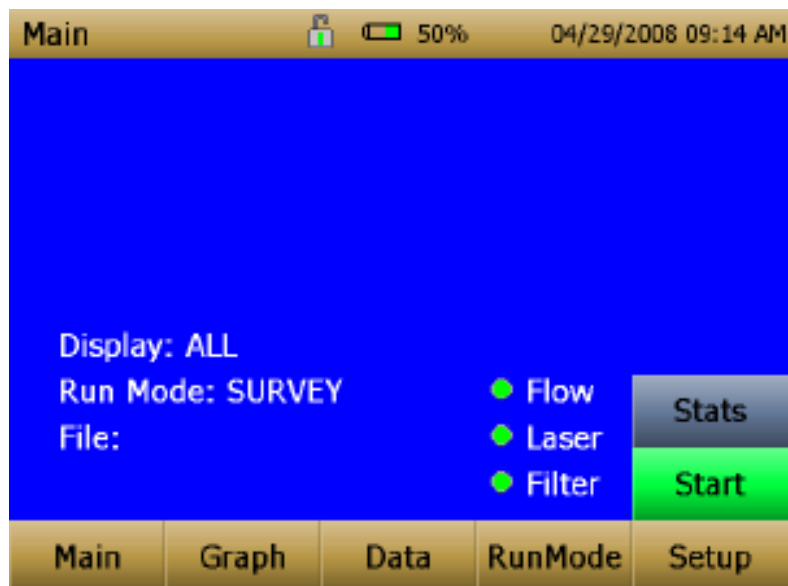 Main 50% 04/29/2008 09:14 AM
Display: ALL
Run Mode: SURVEY
File:
Flow
Laser
Filter
Stats
Start
Main Graph Data RunMode Setup